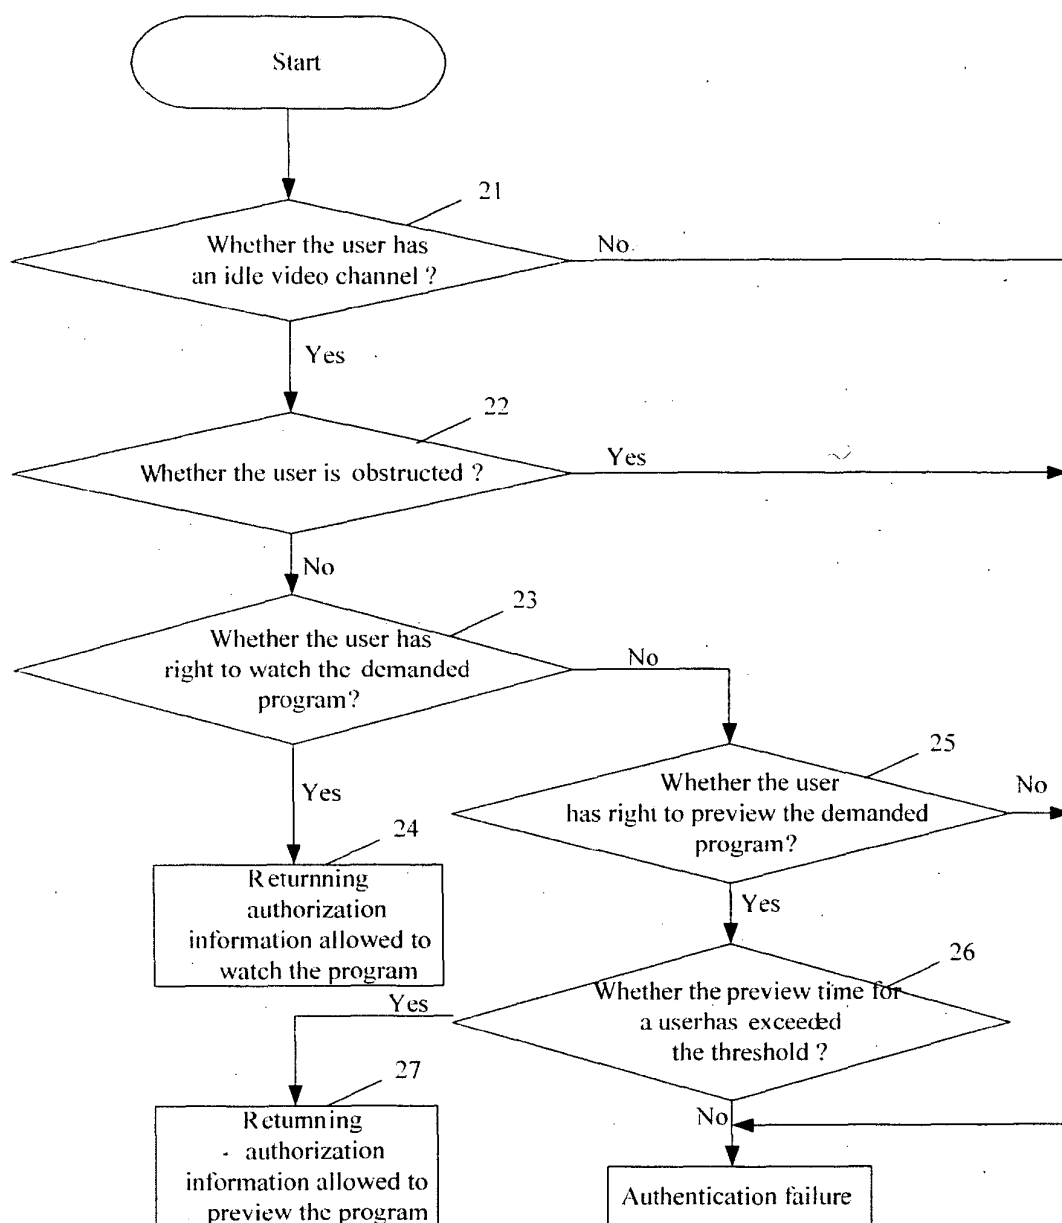 Start
21
Whether the user has
an idle video channel ?
No
Yes
22
Whether the user is obstructed ?
Yes
No
23
Whether the user has
right to watch the demanded
program?
No
Yes
25
Whether the user
has right to preview the demanded
program?
No
24
Returnning
authorization
information allowed to
watch the program
Yes
26
Whether the preview time for
a userhas exceeded
the threshold ?
Yes
27
Returnning
authorization
information allowed to
preview the program
No
Authentication failure